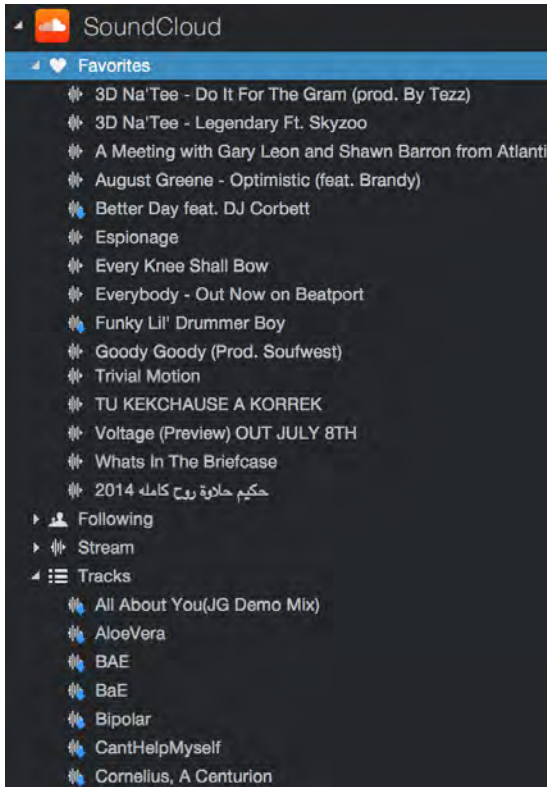 SoundCloud
Favorites
3D Na'Tee - Do It For The Gram (prod. By Tezz)
3D Na'Tee - Legendary Ft. Skyzoo
A Meeting with Gary Leon and Shawn Barron from Atlanti
August Greene - Optimistic (feat. Brandy)
Better Day feat. DJ Corbett
Espionage
Every Knee Shall Bow
Everybody - Out Now on Beatport
Funky Lil' Drummer Boy
Goody Goody (Prod. Soufwest)
Trivial Motion
TU KEKCHAUSE A KORREK
Voltage (Preview) OUT JULY 8TH
Whats In The Briefcase
حكيم حلاوة روح كامله 2014
Following
Stream
Tracks
All About You(JG Demo Mix)
AloeVera
BAE
BaE
Bipolar
CantHelpMyself
Cornelius, A Centurion